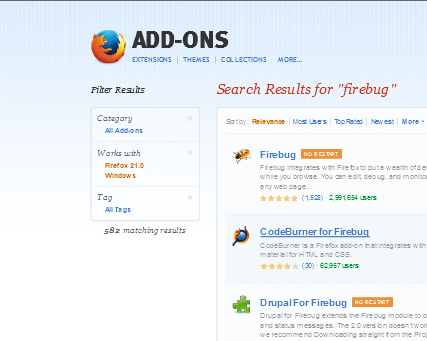 ADD-ONS
EXTENSIONS | THEMES | COLLECTIONS MORE...
Filter Results
Search Results for "firebug"
Category »
All Add-ons
Works with »
Firefox 21.0
Windows
Tag »
All Tags
582 matching results
Sort by: Relevance | Most Users | Top Rated | Newest | More
Firebug NO RESTART
Firebug integrates with Firefox to put a wealth of de
while you browse. You can edit, debug, and monito
any web page...
(1,528) · 2,991,654 users
CodeBurner for Firebug
CodeBurner is a Firefox add-on that integrates with
material for HTML and CSS.
(30) · 62,957 users
Drupal For Firebug NO RESTART
Drupal for Firebug extends the Firebug module to p
and status messages. The 2.0 version doesn't work
we recommend Downloading straight from the Proj